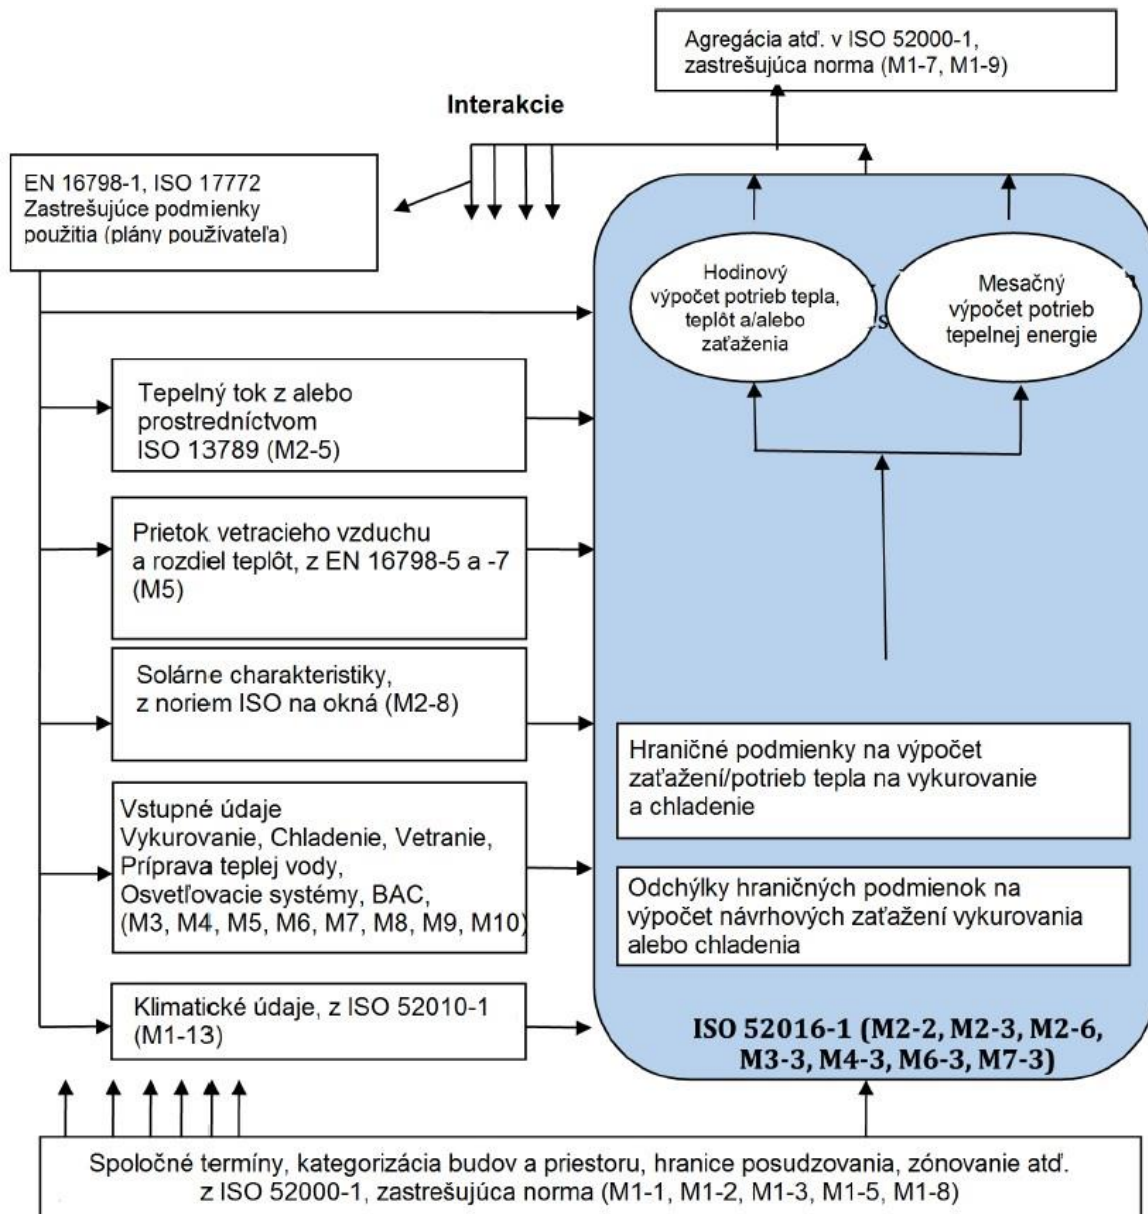 Agregácia atď. v ISO 52000-1,
zastrešujúca norma (M1-7, M1-9)
Interakcie
EN 16798-1, ISO 17772
Zastrešujúce podmienky
použitia (plány používateľa)
Hodinový
výpočet potrieb tepla,
teplôt a/alebo
zaťaženia
Mesačný
výpočet potrieb
tepelnej energie
Tepelný tok z alebo
prostredníctvom
ISO 13789 (M2-5)
Prietok vetracieho vzduchu
a rozdiel teplôt, z EN 16798-5 a -7
(M5)
Solárne charakteristiky,
z noriem ISO na okná (M2-8)
Vstupné údaje
Vykurovanie, Chladenie, Vetranie,
Príprava teplej vody,
Osvetľovacie systémy, BAC,
(M3, M4, M5, M6, M7, M8, M9, M10)
Klimatické údaje, z ISO 52010-1
(M1-13)
Hraničné podmienky na výpočet
zaťažení/potrieb tepla na vykurovanie
a chladenie
Odchýlky hraničných podmienok na
výpočet návrhových zaťažení vykurovania
alebo chladenia
ISO 52016-1 (M2-2, M2-3, M2-6,
M3-3, M4-3, M6-3, M7-3)
Spoločné termíny, kategorizácia budov a priestoru, hranice posudzovania, zónovanie atď.
z ISO 52000-1, zastrešujúca norma (M1-1, M1-2, M1-3, M1-5, M1-8)